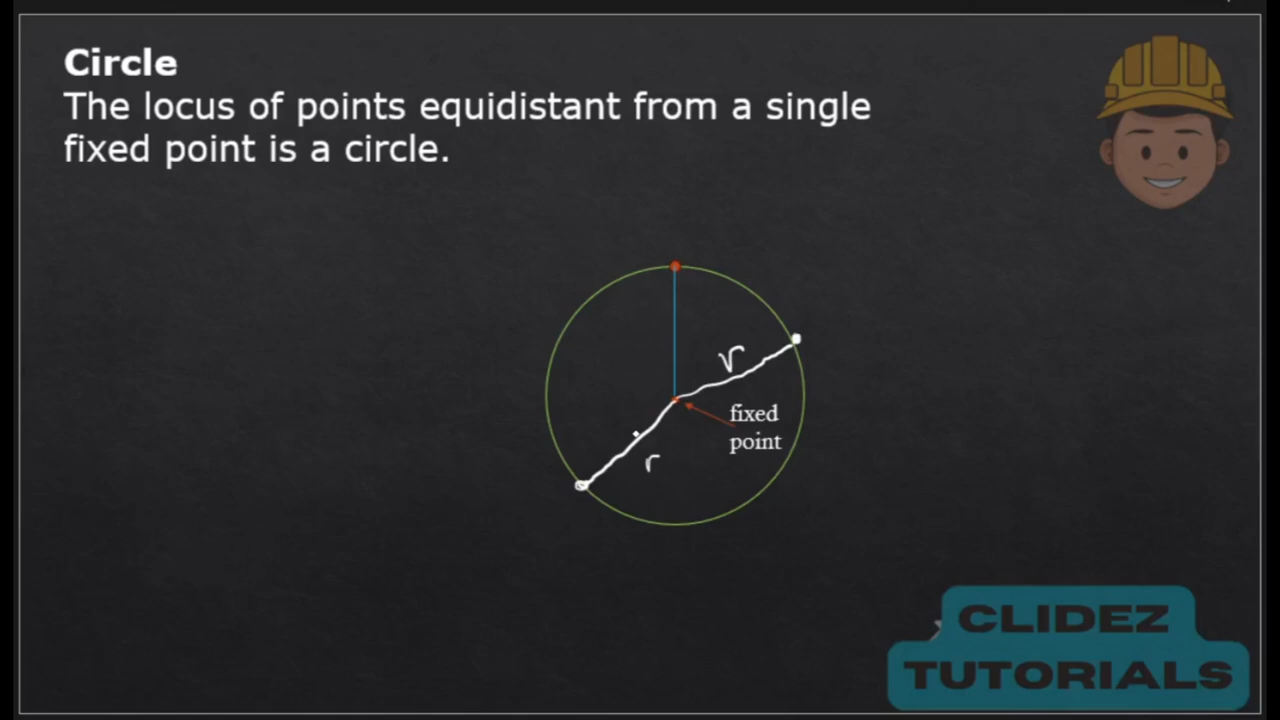 Circle
The locus of points equidistant from a single
fixed point is a circle.
r
fixed
point
r
CLIDEZ
TUTORIALS